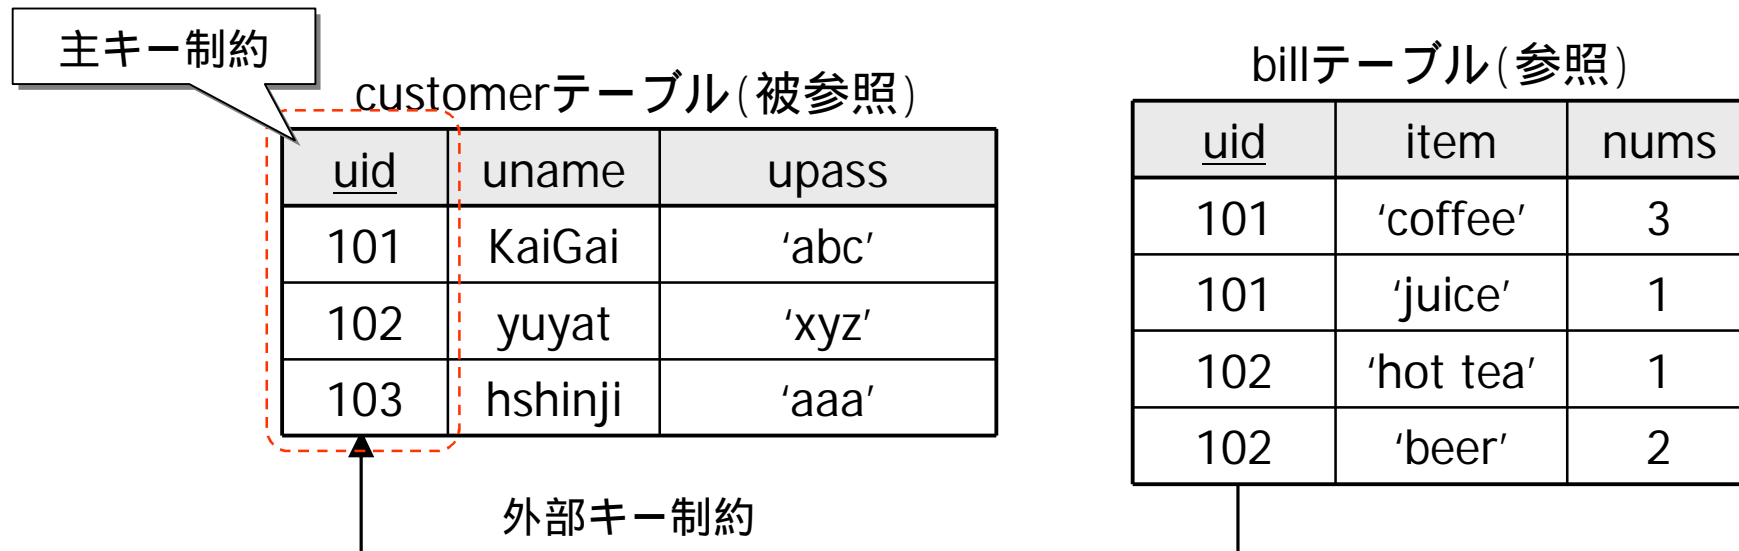 主キー制約
customerテーブル(被参照)
uid uname upass
101 KaiGai ‘abc’
102 yuyat ‘xyz’
103 hshinji ‘aaa’
外部キー制約
billテーブル(参照)
uid item nums
101 ‘coffee’ 3
101 ‘juice’ 1
102 ‘hot tea’ 1
102 ‘beer’ 2